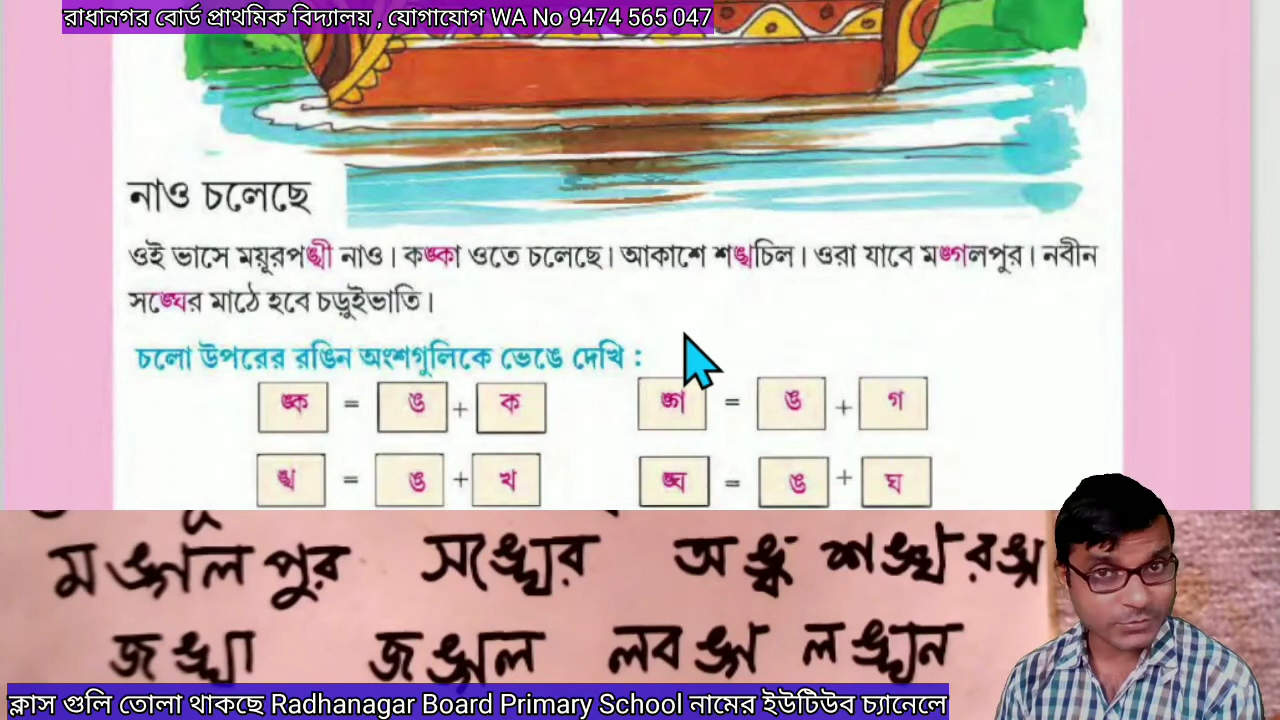 রাধানগর বোর্ড প্রাথমিক বিদ্যালয় , যোগাযোগ WA No 9474 565 047
নাও চলেছে
ওই ভাসে ময়ূরপঙ্খী নাও। কঙ্কা ওতে চলেছে। আকাশে শঙ্খচিল। ওরা যাবে মঙ্গলপুর। নবীন
সঙ্ঘের মাঠে হবে চড়ুইভাতি।
চলো উপরের রঙিন অংশগুলিকে ভেঙে দেখি :
ঙ্ক = ঙ + ক ঙ্গ = ঙ + গ
ঙ্খ = ঙ + খ ঙ্ঘ = ঙ + ঘ
মঙ্গলপুর সঙ্ঘের অঙ্ক শঙ্খ রঙ্গ
জঙ্ঘা জঙ্গল লবঙ্গ লঙ্ঘন
ক্লাস গুলি তোলা থাকছে Radhanagar Board Primary School নামের ইউটিউব চ্যানেলে